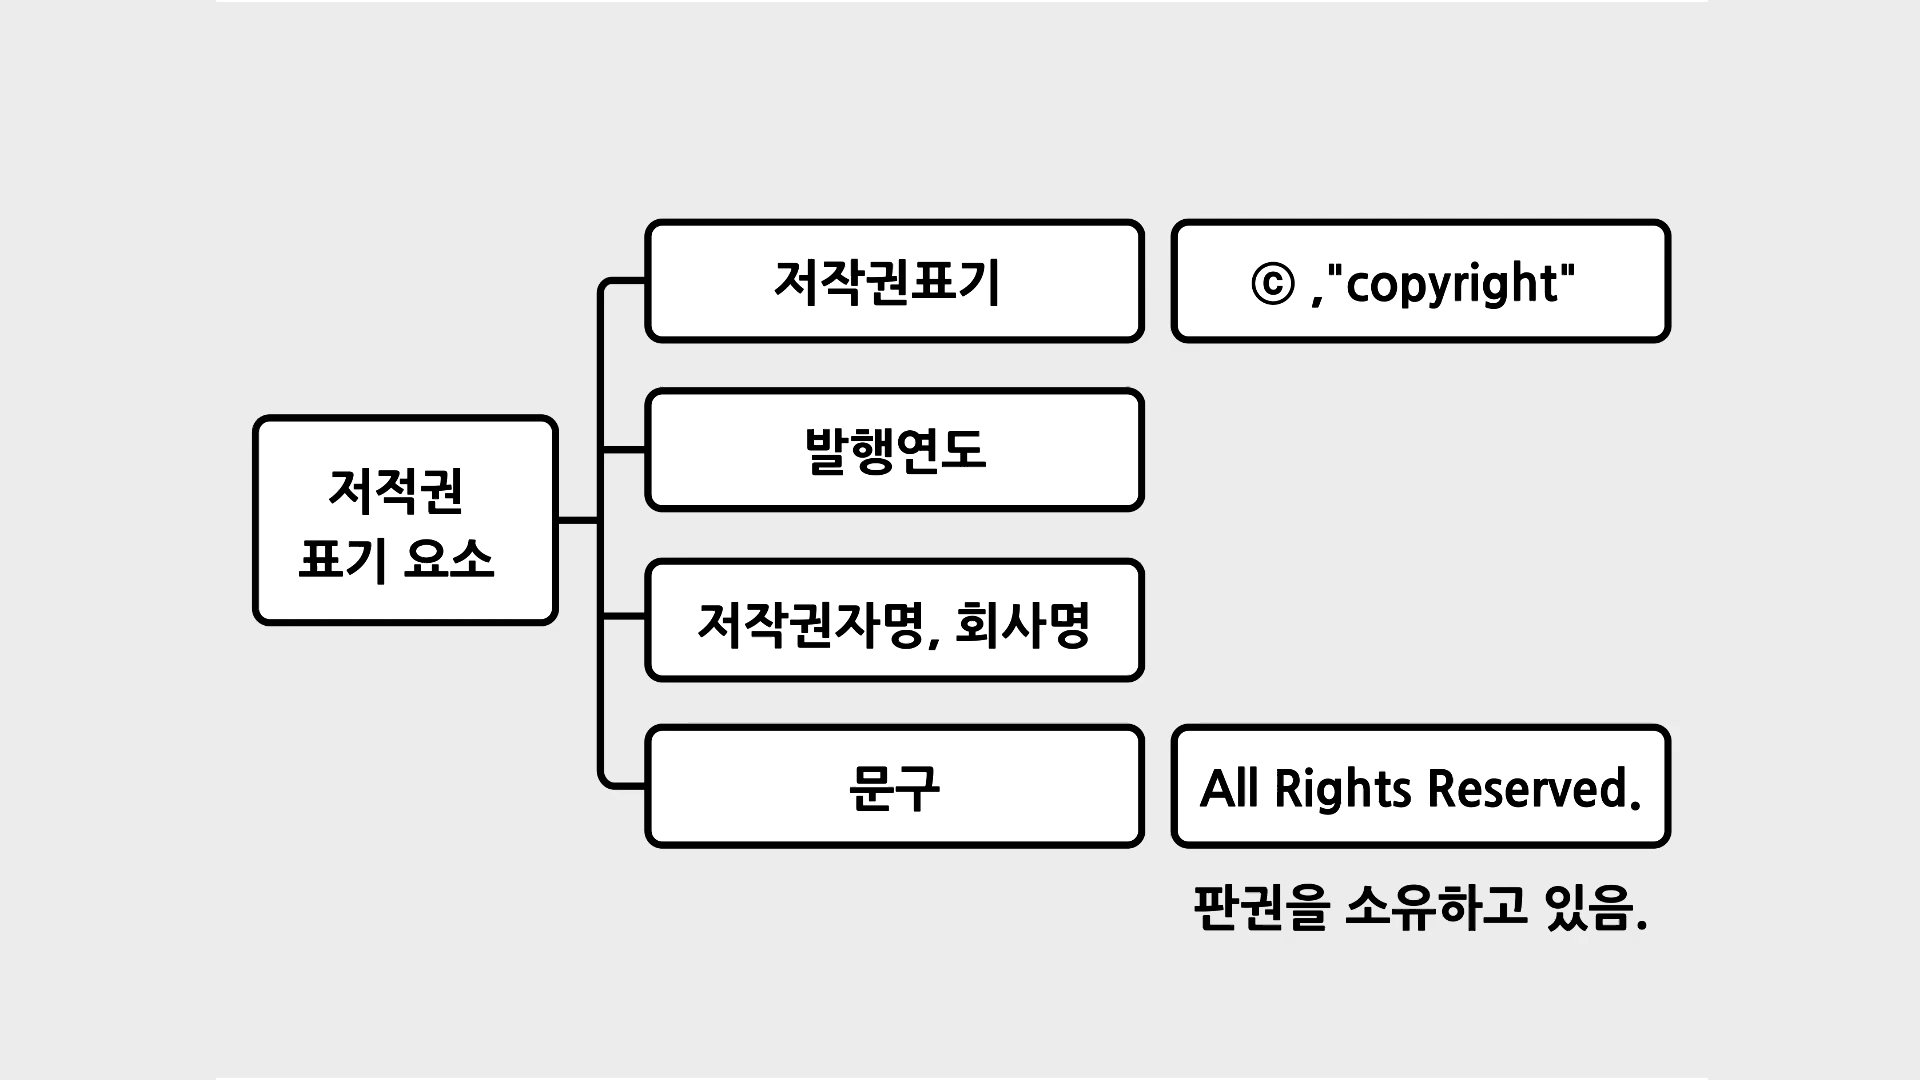 저작권표기
ⓒ ,"copyright"
발행연도
저적권
표기 요소
저작권자명, 회사명
문구
All Rights Reserved.
판권을 소유하고 있음.